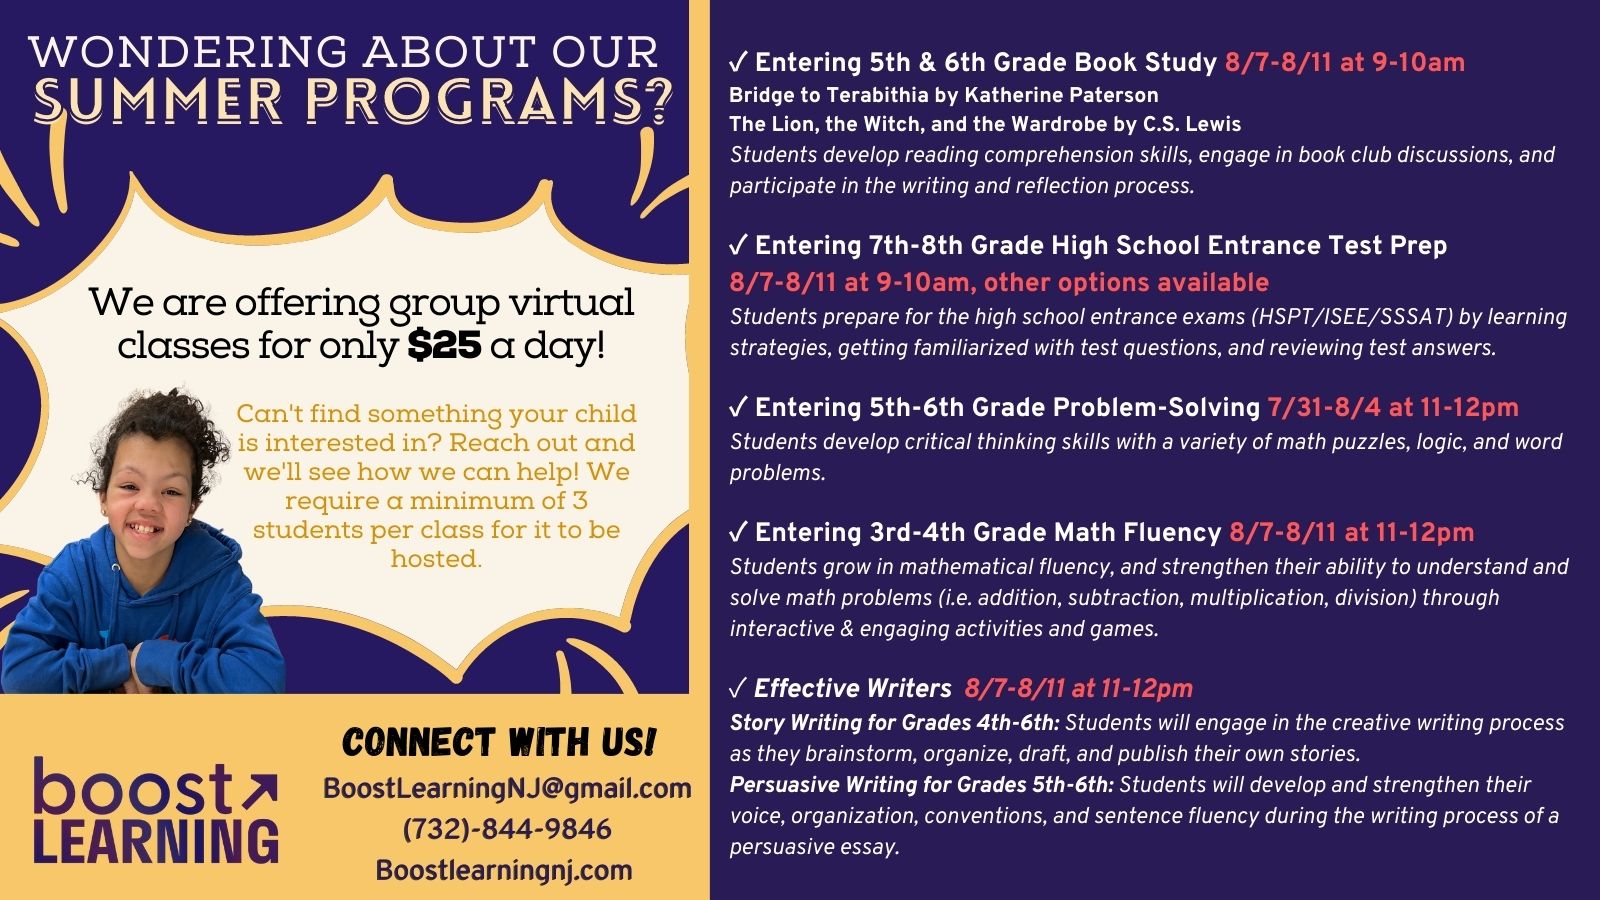 WONDERING ABOUT OUR
SUMMER PROGRAMS?
We are offering group virtual
classes for only $25 a day!
Can't find something your child
is interested in? Reach out and
we'll see how we can help! We
require a minimum of 3
students per class for it to be
hosted.
boost
LEARNING
CONNECT WITH US!
BoostLearningNJ@gmail.com
(732)-844-9846
Boostlearningnj.com
✓ Entering 5th & 6th Grade Book Study 8/7-8/11 at 9-10am
Bridge to Terabithia by Katherine Paterson
The Lion, the Witch, and the Wardrobe by C.S. Lewis
Students develop reading comprehension skills, engage in book club discussions, and
participate in the writing and reflection process.
✓ Entering 7th-8th Grade High School Entrance Test Prep
8/7-8/11 at 9-10am, other options available
Students prepare for the high school entrance exams (HSPT/ISEE/SSSAT) by learning
strategies, getting familiarized with test questions, and reviewing test answers.
✓ Entering 5th-6th Grade Problem-Solving 7/31-8/4 at 11-12pm
Students develop critical thinking skills with a variety of math puzzles, logic, and word
problems.
✓ Entering 3rd-4th Grade Math Fluency 8/7-8/11 at 11-12pm
Students grow in mathematical fluency, and strengthen their ability to understand and
solve math problems (i.e. addition, subtraction, multiplication, division) through
interactive & engaging activities and games.
✓ Effective Writers 8/7-8/11 at 11-12pm
Story Writing for Grades 4th-6th: Students will engage in the creative writing process
as they brainstorm, organize, draft, and publish their own stories.
Persuasive Writing for Grades 5th-6th: Students will develop and strengthen their
voice, organization, conventions, and sentence fluency during the writing process of a
persuasive essay.